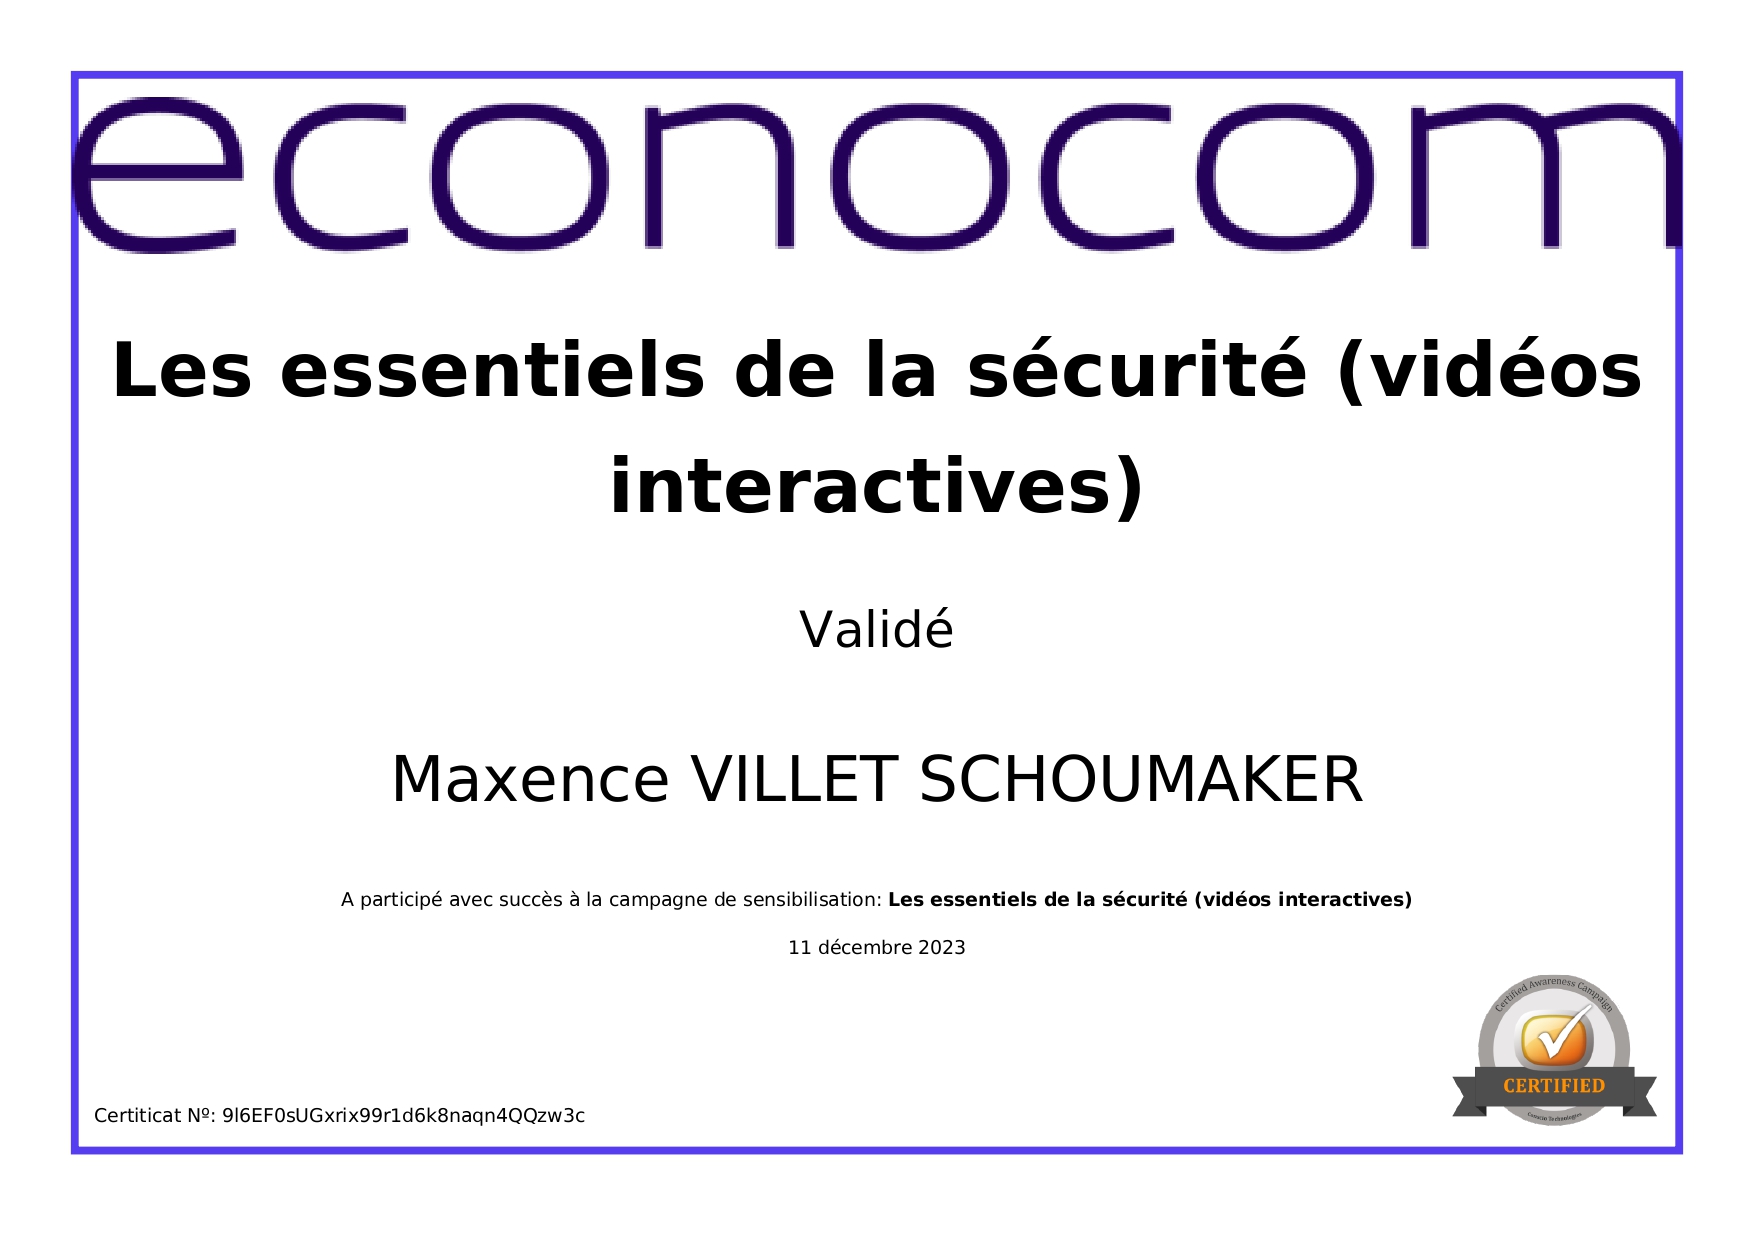 econocom
Les essentiels de la sécurité (vidéos
interactives)
Validé
Maxence VILLET SCHOUMAKER
A participé avec succès à la campagne de sensibilisation: Les essentiels de la sécurité (vidéos interactives)
11 décembre 2023
Certified Awareness Campaign
CERTIFIED
Certiticat Nº: 9l6EF0sUGxrix99r1d6k8naqn4QQzw3c